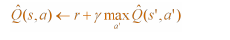 Q̂(s, a) ← r + γ max_{a'} Q̂(s', a')